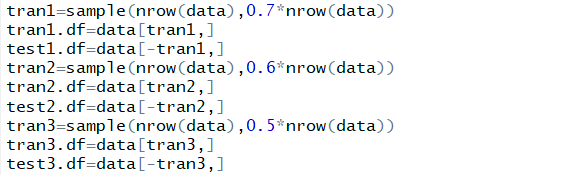 tran1=sample(nrow(data),0.7*nrow(data))
tran1.df=data[tran1,]
test1.df=data[-tran1,]
tran2=sample(nrow(data),0.6*nrow(data))
tran2.df=data[tran2,]
test2.df=data[-tran2,]
tran3=sample(nrow(data),0.5*nrow(data))
tran3.df=data[tran3,]
test3.df=data[-tran3,]